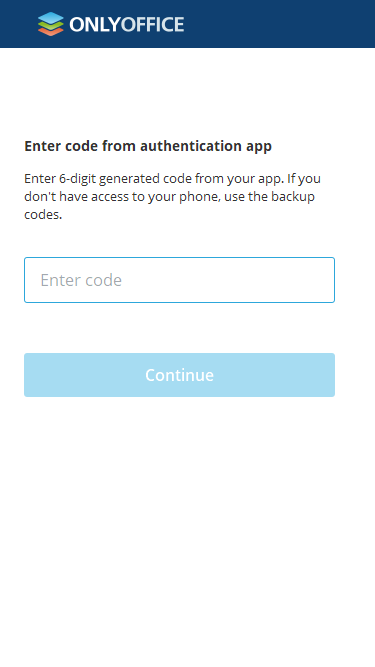 ONLYOFFICE
Enter code from authentication app
Enter 6-digit generated code from your app. If you
don't have access to your phone, use the backup
codes.
Enter code
Continue